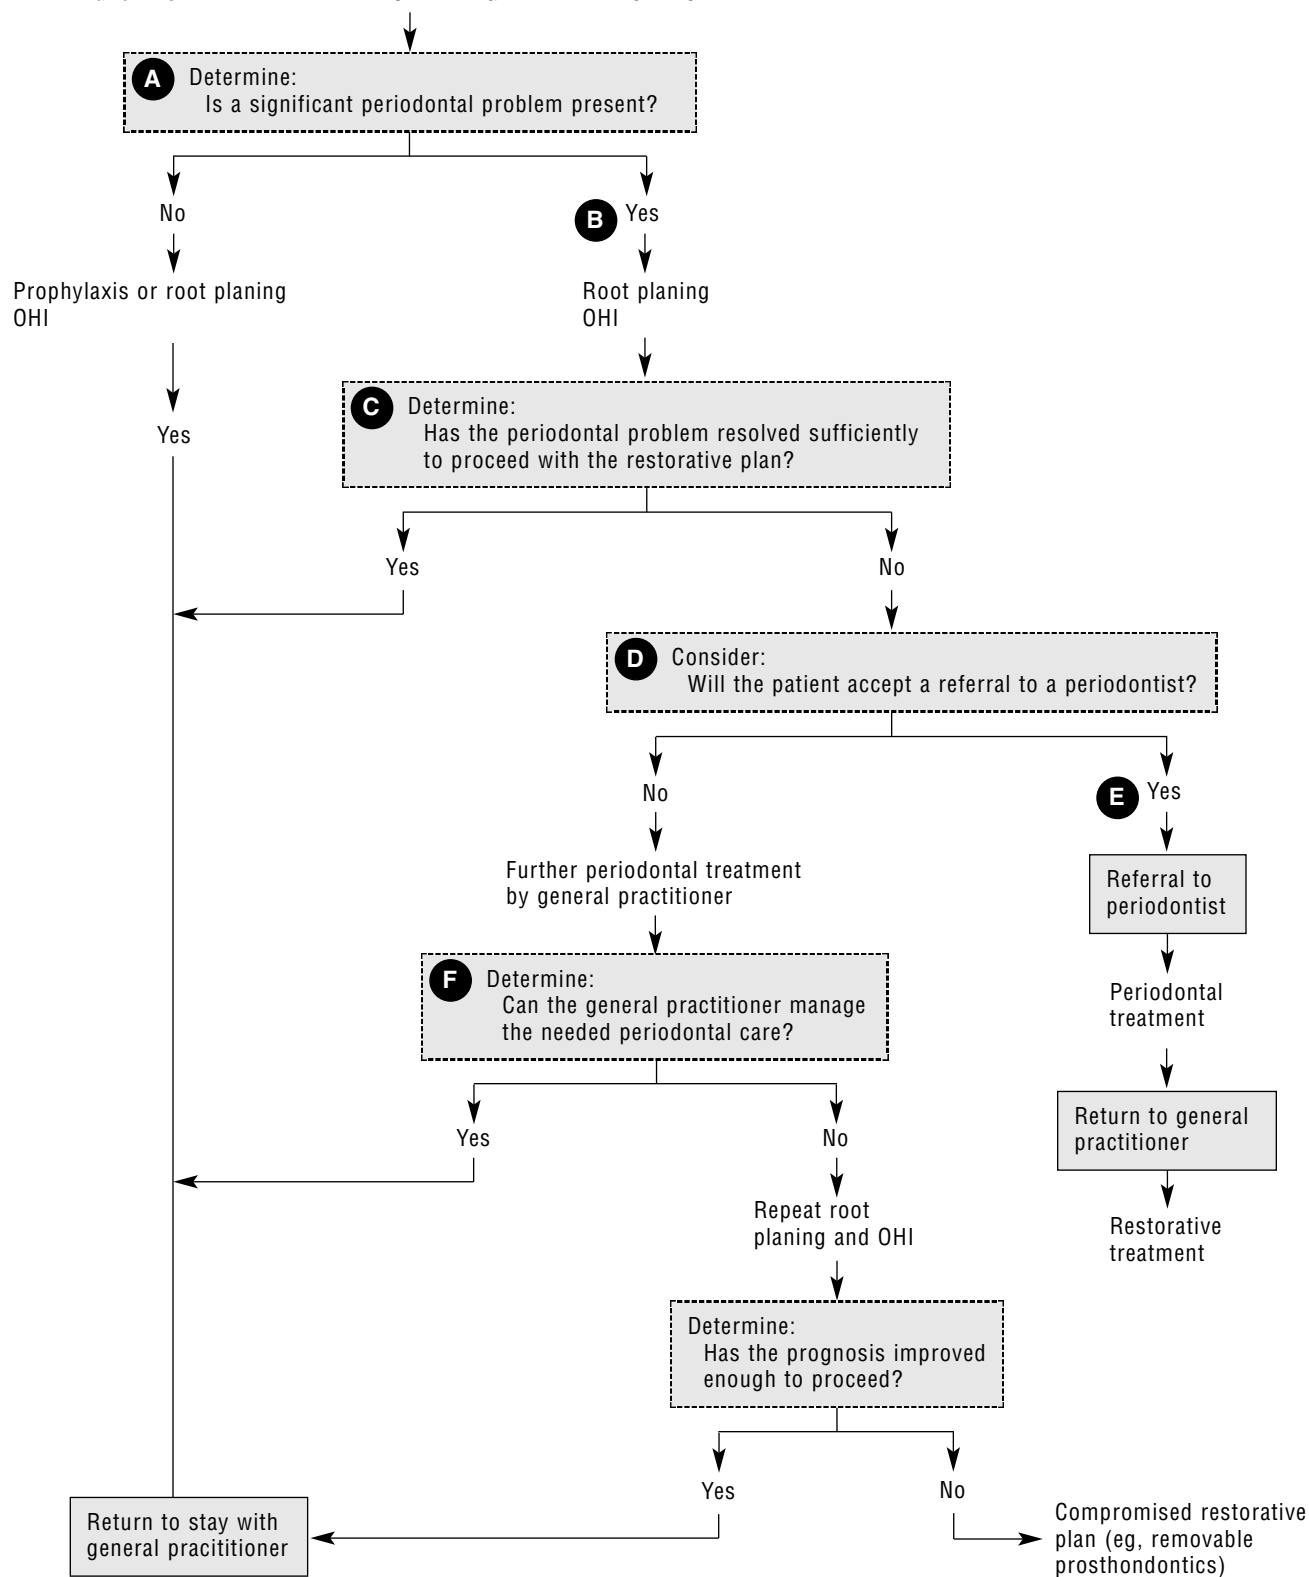 A Determine:
Is a significant periodontal problem present?
No
B Yes
Prophylaxis or root planing
OHI
Root planing
OHI
Yes
C Determine:
Has the periodontal problem resolved sufficiently
to proceed with the restorative plan?
Yes
No
D Consider:
Will the patient accept a referral to a periodontist?
No
E Yes
Further periodontal treatment
by general practitioner
Referral to
periodontist
F Determine:
Can the general practitioner manage
the needed periodontal care?
Periodontal
treatment
Yes
No
Return to general
practitioner
Repeat root
planing and OHI
Restorative
treatment
Determine:
Has the prognosis improved
enough to proceed?
Yes
No
Return to stay with
general pracititioner
Compromised restorative
plan (eg, removable
prosthondontics)